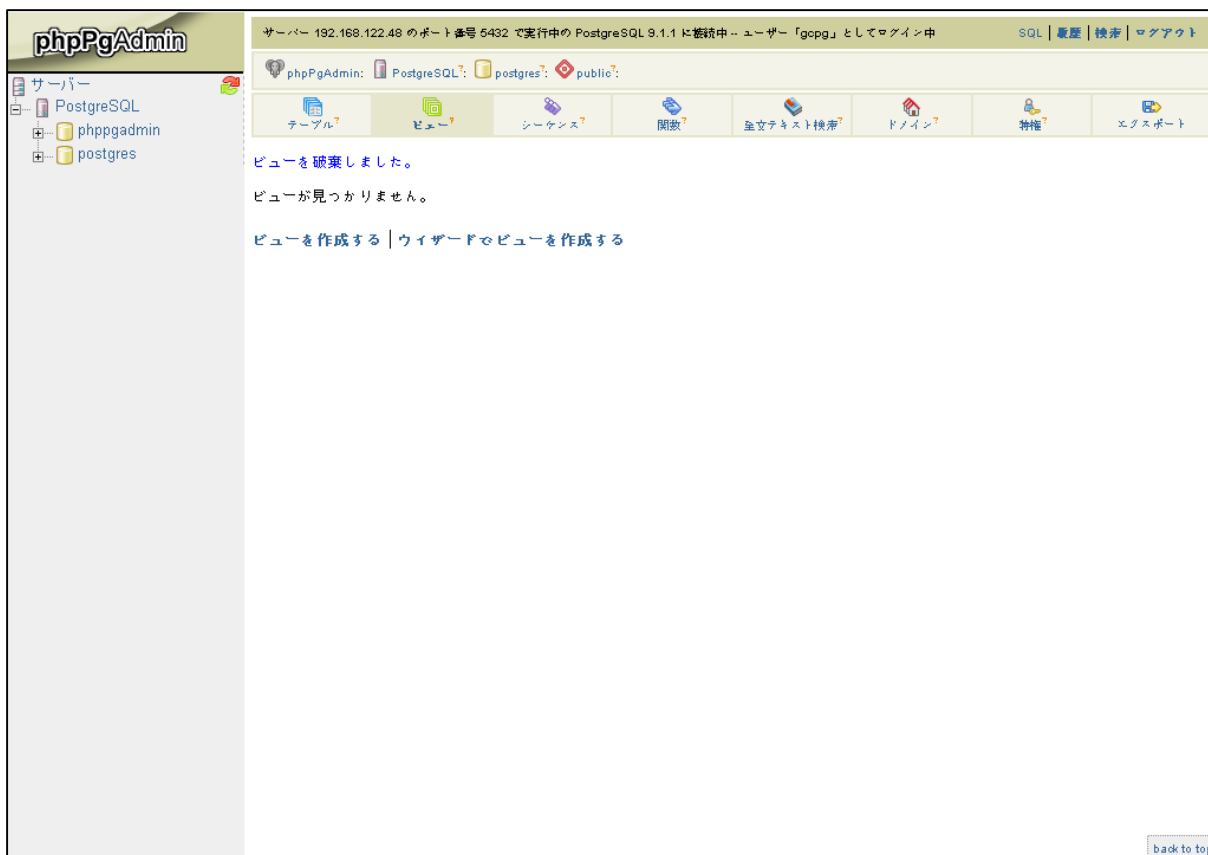 phpPgAdmin
サーバー
PostgreSQL
phppgadmin
postgres
サーバー 192.168.122.48 のポート番号 5432 で実行中の PostgreSQL 9.1.1 に接続中 -- ユーザー「gopg」としてログイン中
SQL | 履歴 | 検索 | ログアウト
phpPgAdmin: PostgreSQL?: postgres?: public?:
テーブル?
ビュー?
シーケンス?
関数?
全文テキスト検索?
ドメイン?
特権?
エクスポート
ビューを破棄しました。
ビューが見つかりません。
ビューを作成する | ウイザードでビューを作成する
back to top